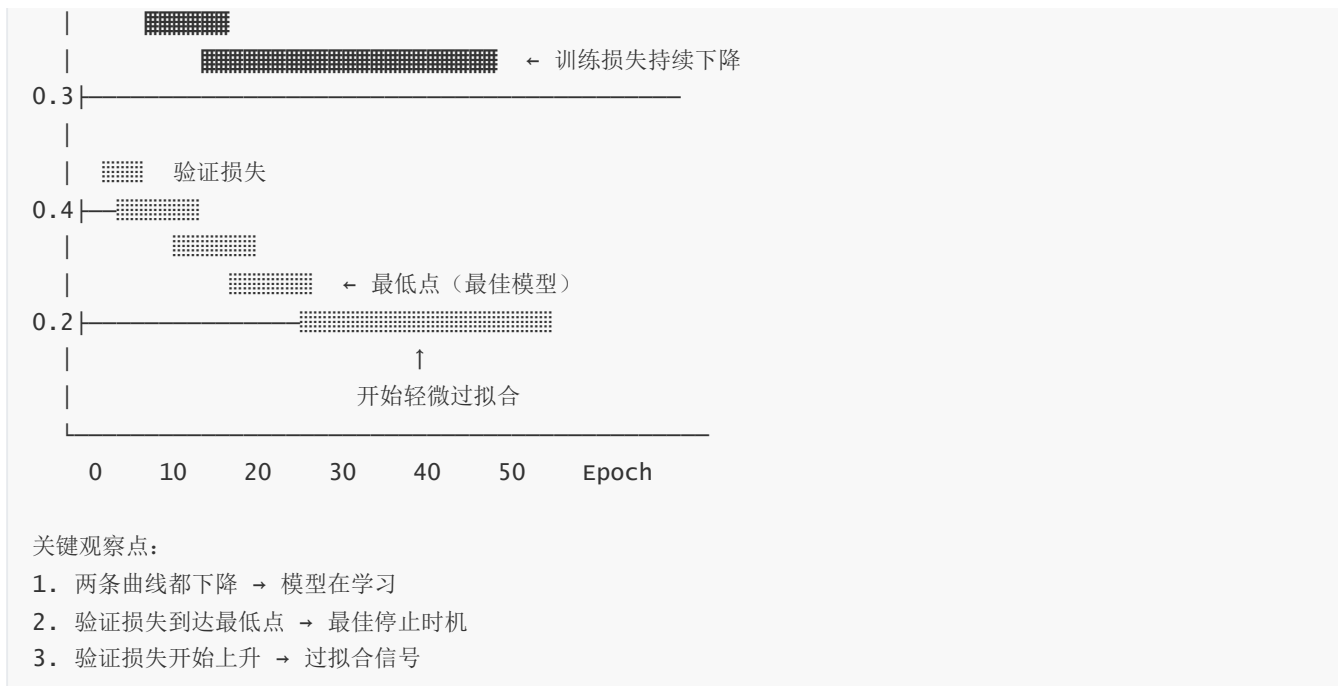 ← 训练损失持续下降
0.3
验证损失
0.4
← 最低点（最佳模型）
0.2
↑
开始轻微过拟合
0 10 20 30 40 50 Epoch
关键观察点：
1. 两条曲线都下降 → 模型在学习
2. 验证损失到达最低点 → 最佳停止时机
3. 验证损失开始上升 → 过拟合信号